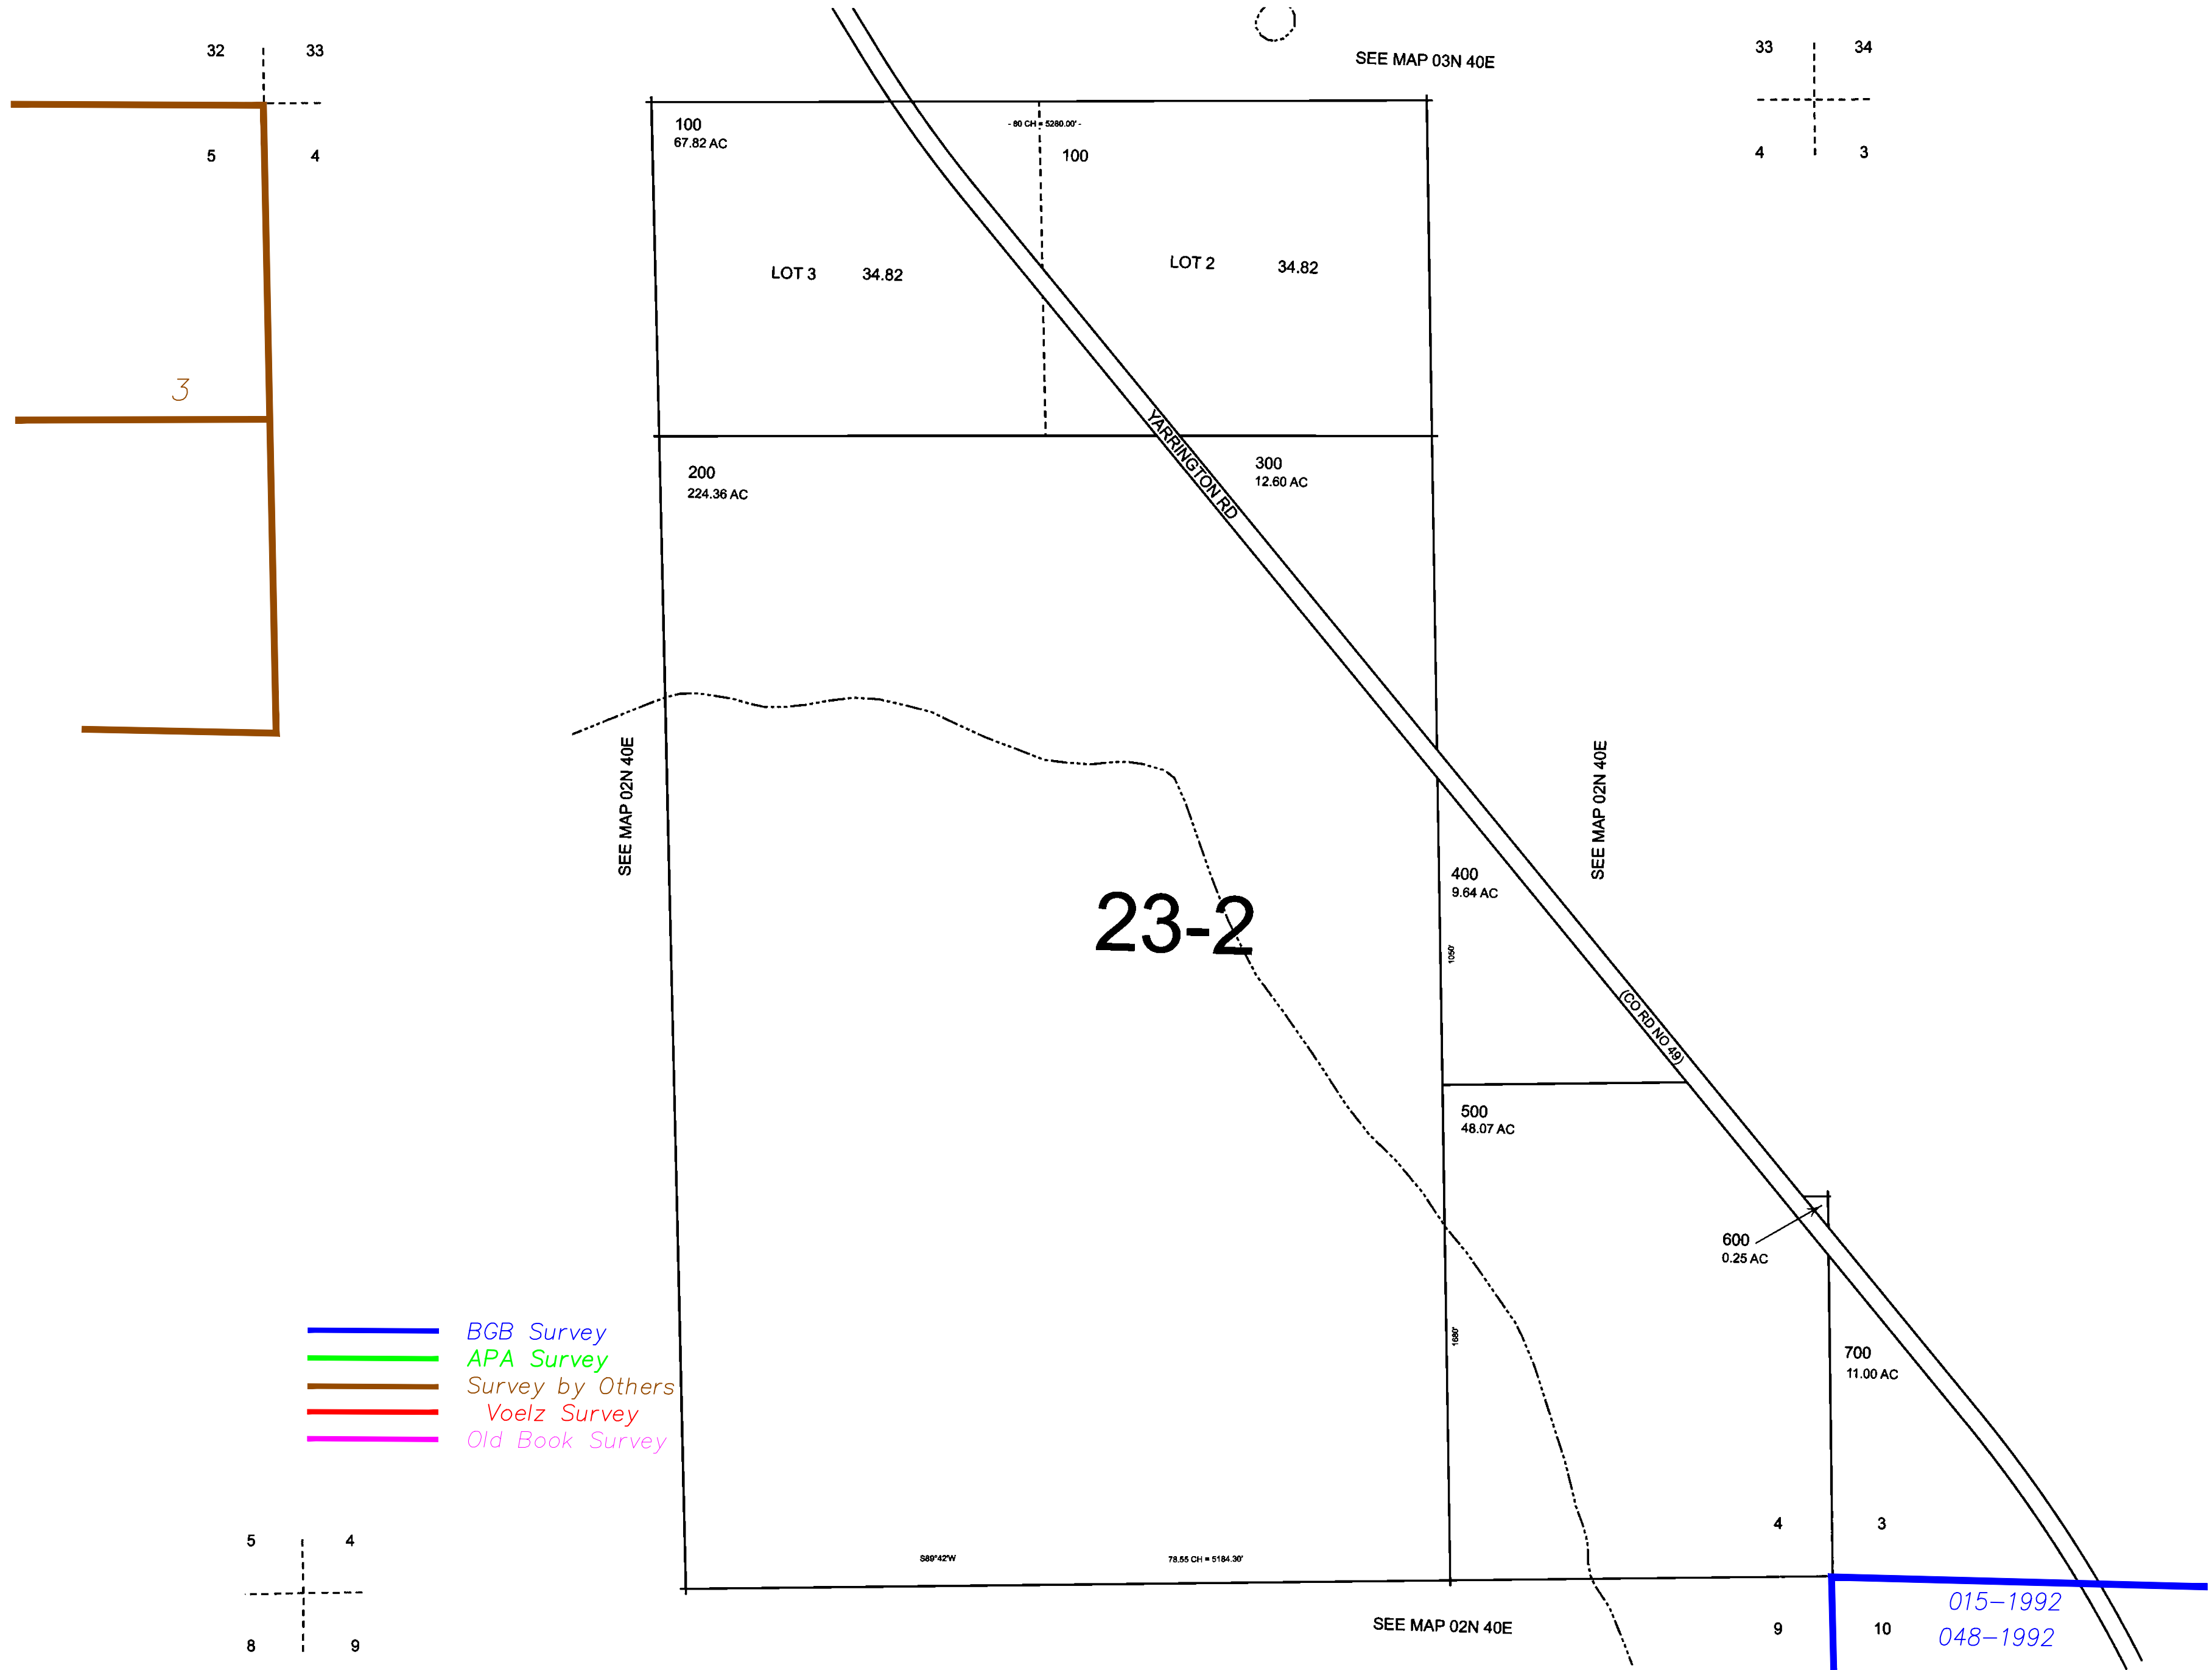 32 33
33 34
SEE MAP 03N 40E
5 4
4 3
100
67.82 AC
- 80 CH = 5280.00' -
100
LOT 3 34.82
LOT 2 34.82
3
YARRINGTON RD
200
224.36 AC
300
12.60 AC
SEE MAP 02N 40E
SEE MAP 02N 40E
23-2
400
9.64 AC
1050'
(CO RD NO 49)
500
48.07 AC
600
0.25 AC
1680'
700
11.00 AC
BGB Survey
APA Survey
Survey by Others
Voelz Survey
Old Book Survey
5 4
8 9
S89°42'W
78.55 CH = 5184.30'
4 3
SEE MAP 02N 40E
9 10
015-1992
048-1992